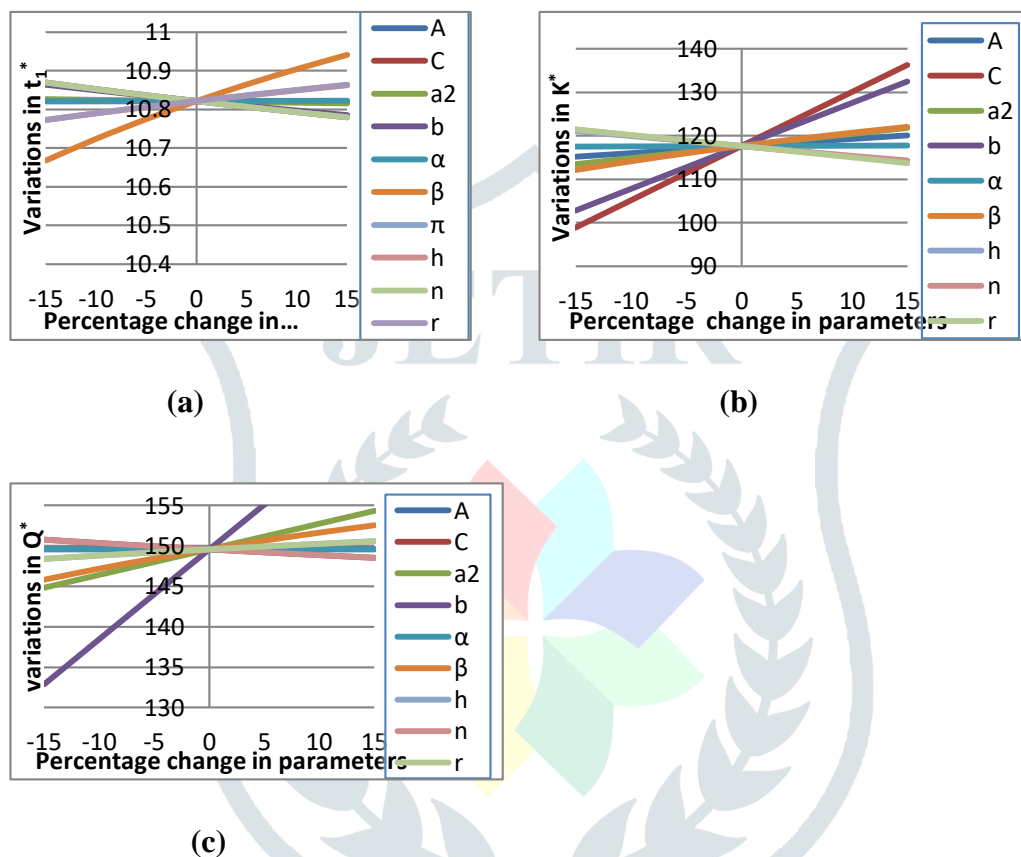 Variations in t₁*
11
10.9
10.8
10.7
10.6
10.5
10.4
-15 -10 -5 0 5 10 15
Percentage change in...
A
C
a2
b
α
β
π
h
n
r
(a)
Variations in K*
140
130
120
110
100
90
-15 -10 -5 0 5 10 15
Percentage change in parameters
A
C
a2
b
α
β
h
n
r
(b)
JETIR
variations in Q*
155
150
145
140
135
130
-15 -10 -5 0 5 10 15
Percentage change in parameters
A
C
a2
b
α
β
h
n
r
(c)